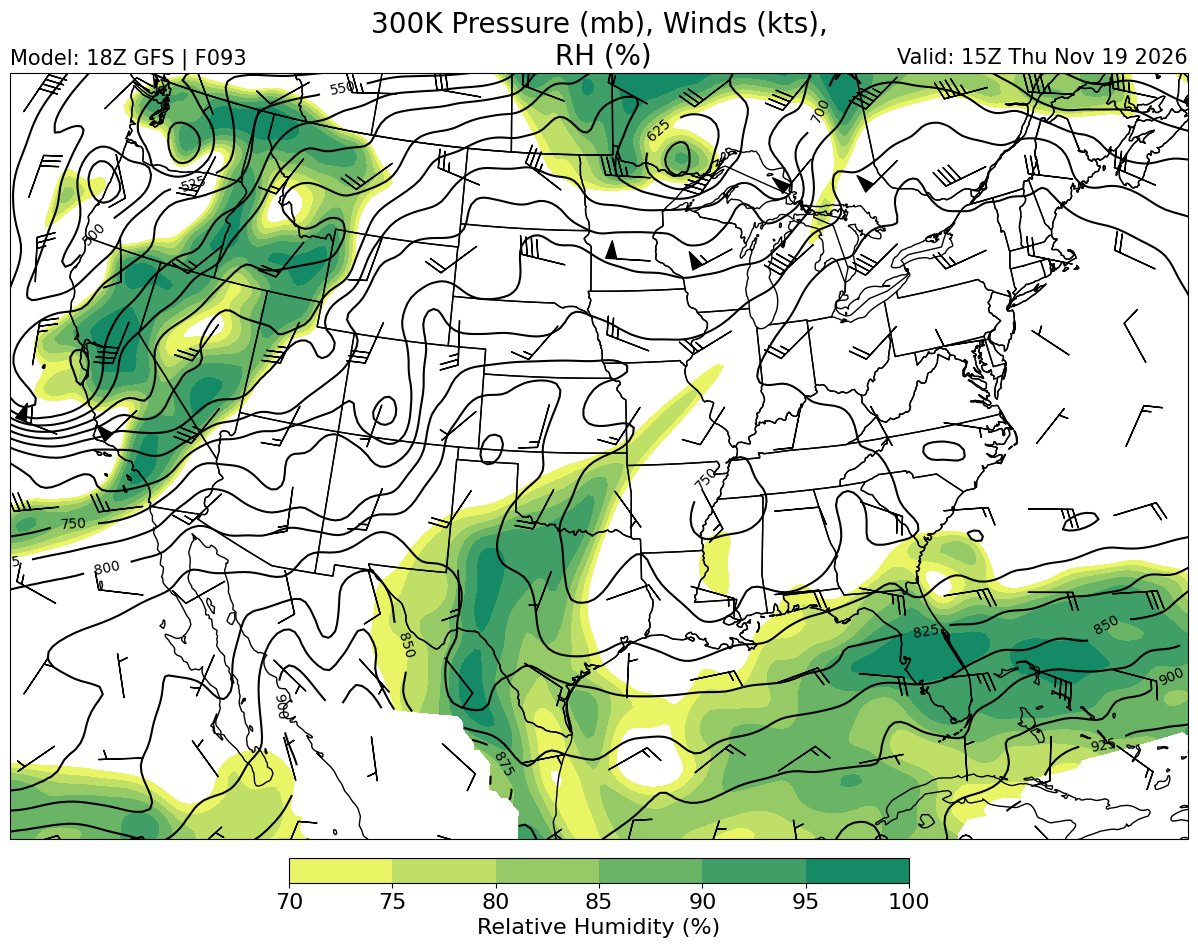 300K Pressure (mb), Winds (kts),
RH (%)
Model: 18Z GFS | F093
Valid: 15Z Thu Nov 19 2026
550
700
625
525
500
750
750
800
825
850
850
900
900
925
875
70 75 80 85 90 95 100
Relative Humidity (%)